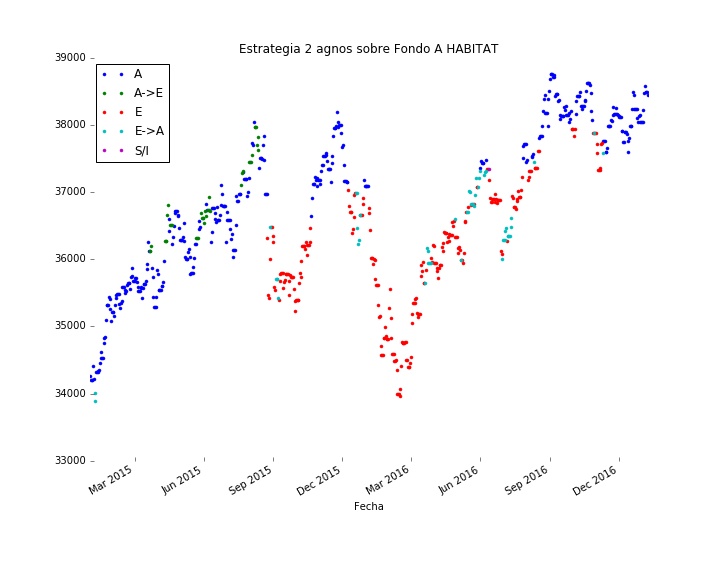 Estrategia 2 agnos sobre Fondo A HABITAT
39000
38000
37000
36000
35000
34000
33000
A
A->E
E
E->A
S/I
Mar 2015
Jun 2015
Sep 2015
Dec 2015
Mar 2016
Jun 2016
Sep 2016
Dec 2016
Fecha